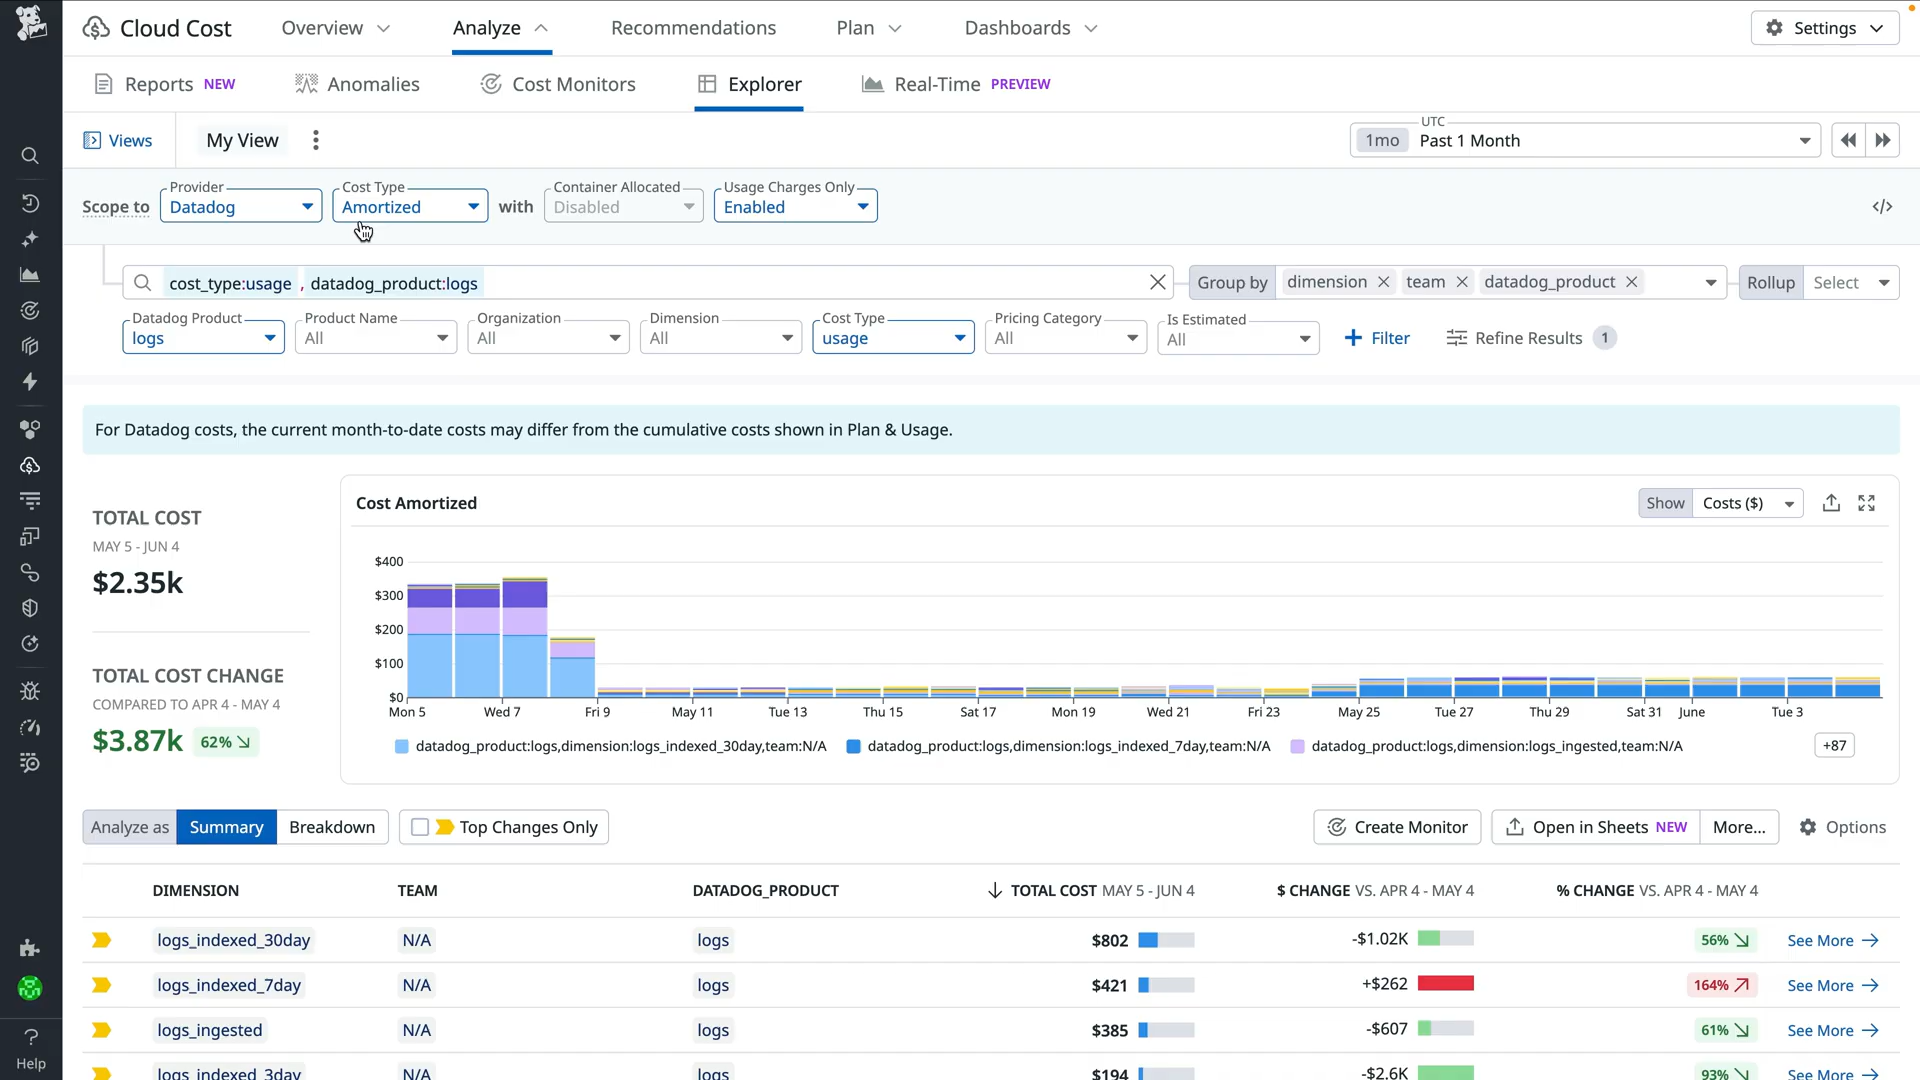 Cloud Cost Overview Analyze Recommendations Plan Dashboards Settings
Reports NEW Anomalies Cost Monitors Explorer Real-Time PREVIEW
Views My View UTC 1mo Past 1 Month
Provider Cost Type Container Allocated Usage Charges Only
Scope to Datadog Amortized with Disabled Enabled </>
cost_type:usage , datadog_product:logs Group by dimension team datadog_product Rollup Select
Datadog Product Product Name Organization Dimension Cost Type Pricing Category Is Estimated
logs All All All usage All All Filter Refine Results 1
For Datadog costs, the current month-to-date costs may differ from the cumulative costs shown in Plan & Usage.
TOTAL COST
MAY 5 - JUN 4
$2.35k
TOTAL COST CHANGE
COMPARED TO APR 4 - MAY 4
$3.87k 62%
Cost Amortized Show Costs ($)
$400
$300
$200
$100
$0
Mon 5 Wed 7 Fri 9 May 11 Tue 13 Thu 15 Sat 17 Mon 19 Wed 21 Fri 23 May 25 Tue 27 Thu 29 Sat 31 June Tue 3
datadog_product:logs,dimension:logs_indexed_30day,team:N/A datadog_product:logs,dimension:logs_indexed_7day,team:N/A datadog_product:logs,dimension:logs_ingested,team:N/A +87
Analyze as Summary Breakdown Top Changes Only Create Monitor Open in Sheets NEW More... Options
DIMENSION TEAM DATADOG_PRODUCT TOTAL COST MAY 5 - JUN 4 $ CHANGE VS. APR 4 - MAY 4 % CHANGE VS. APR 4 - MAY 4
logs_indexed_30day N/A logs $802 -$1.02K 56% See More
logs_indexed_7day N/A logs $421 +$262 164% See More
logs_ingested N/A logs $385 -$607 61% See More
logs_indexed_3day N/A logs $194 -$2.6K 93% See More
?
Help